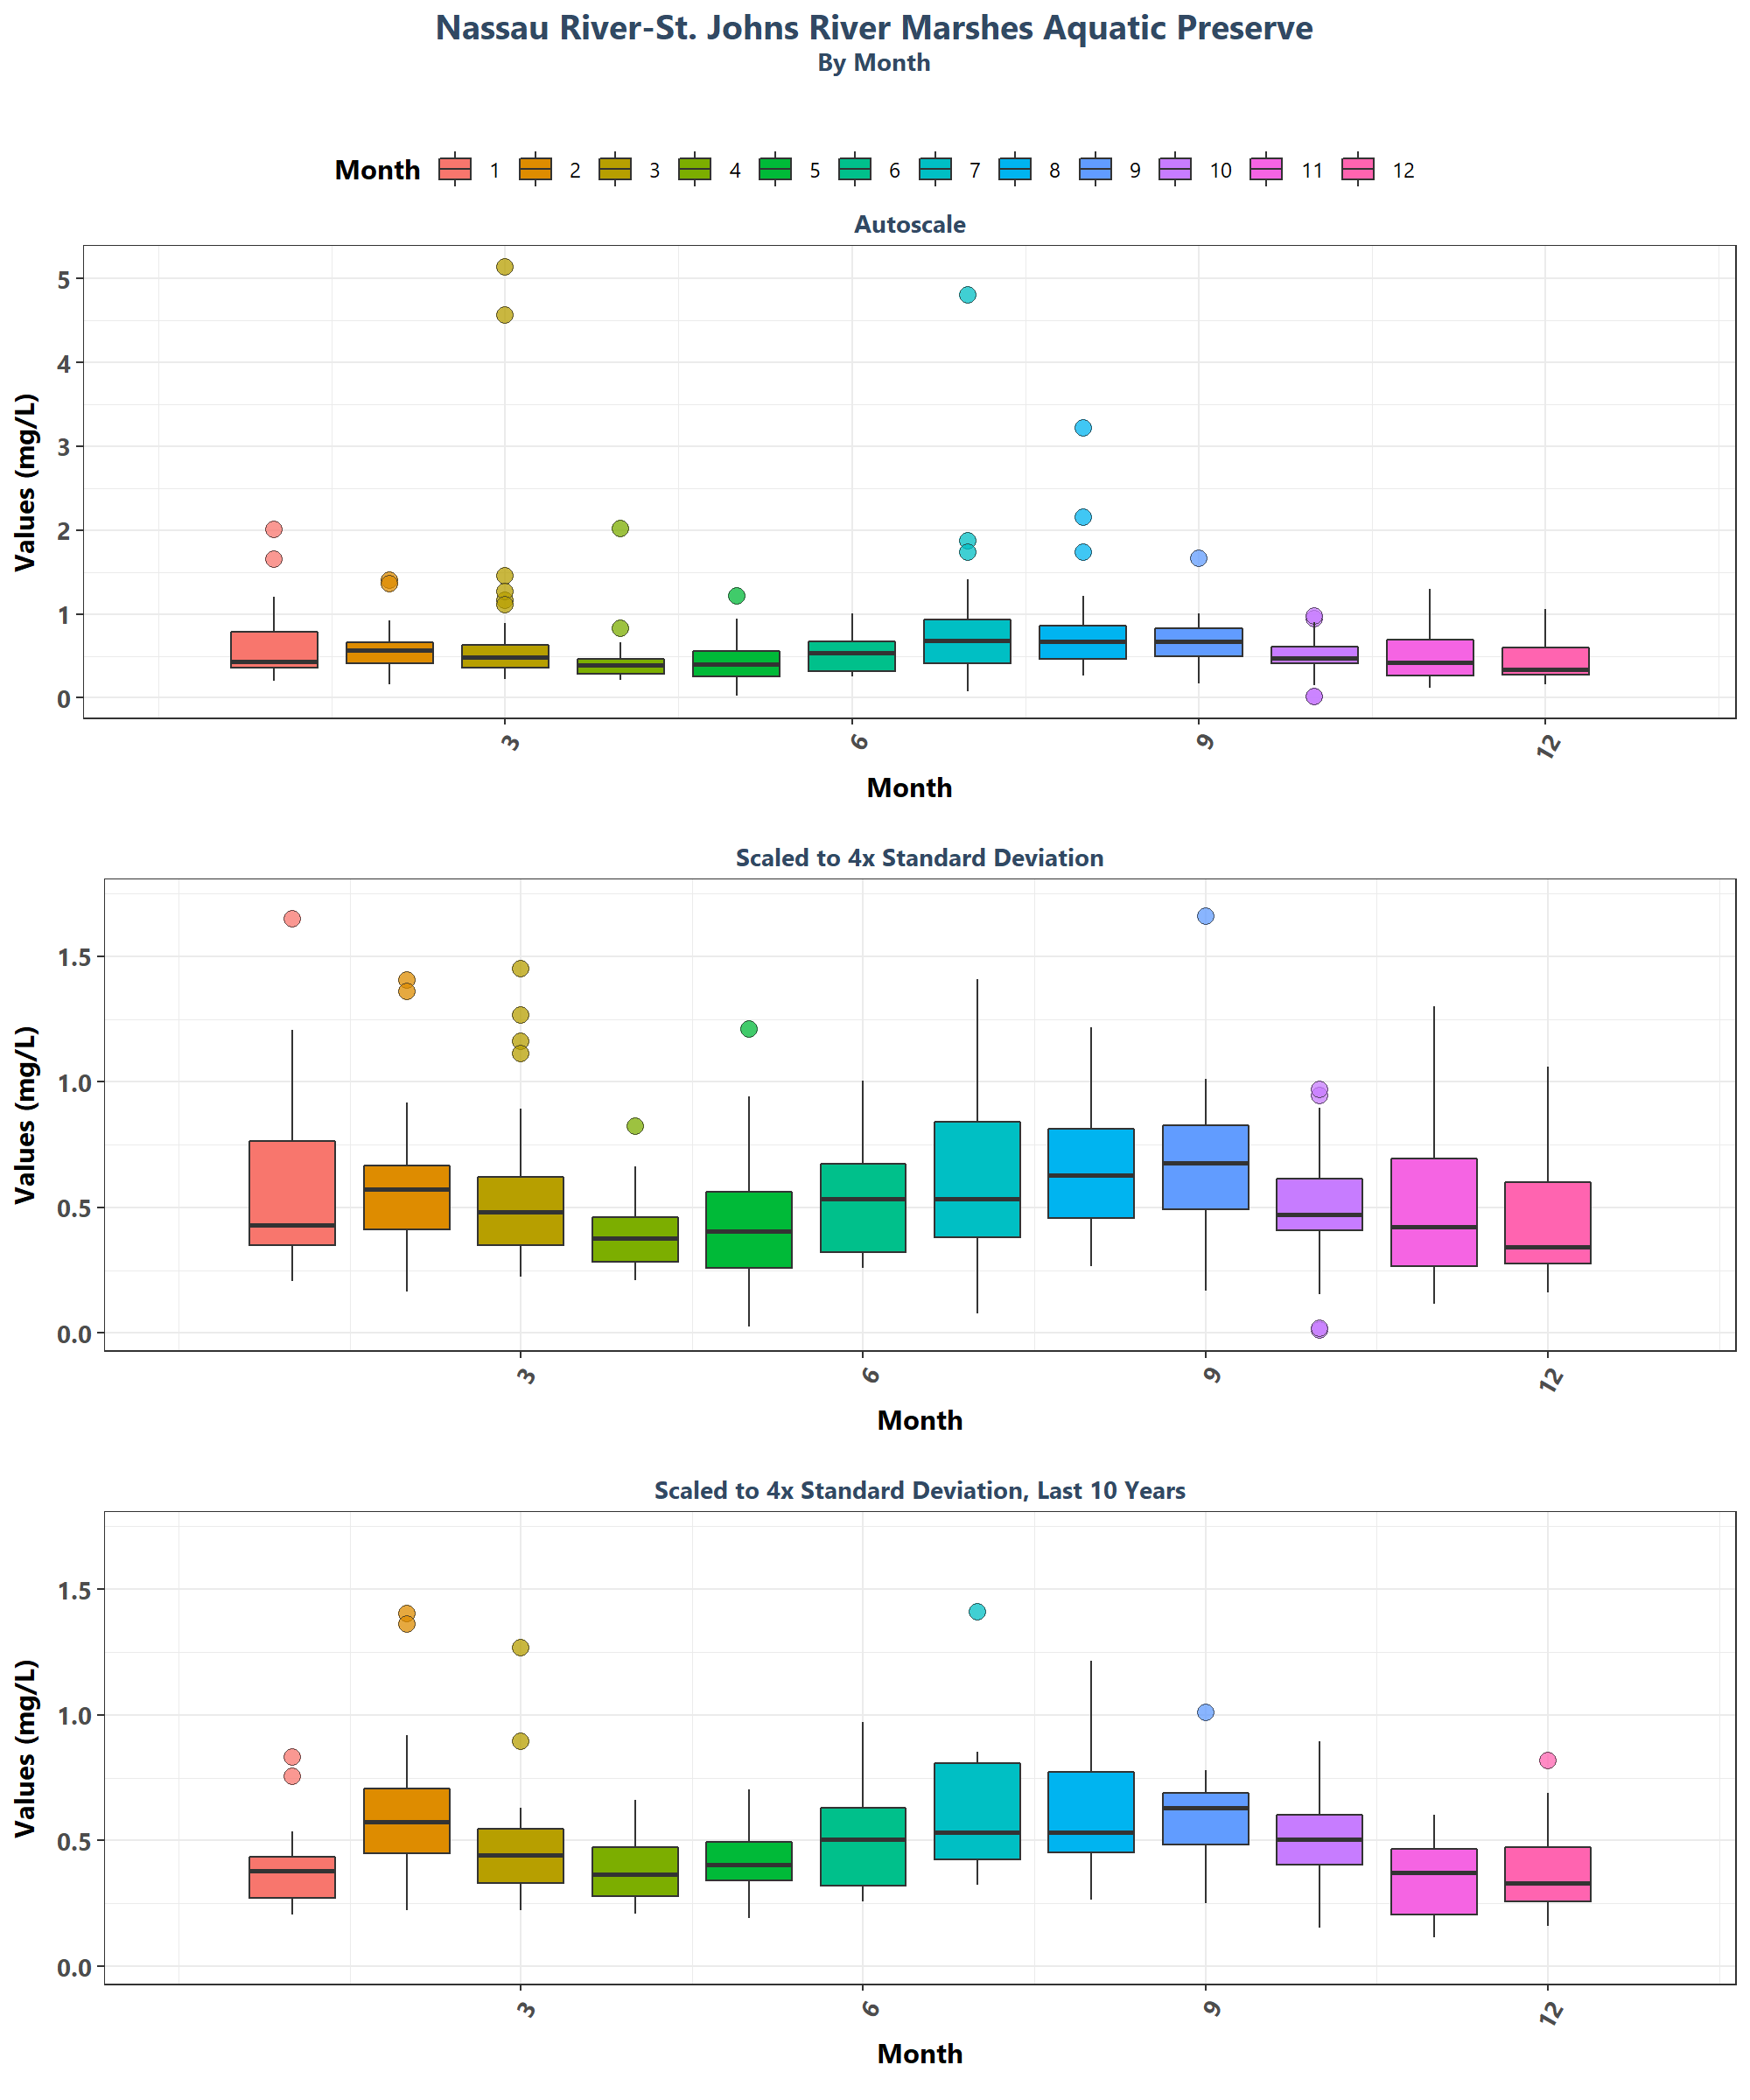 Nassau River-St. Johns River Marshes Aquatic Preserve
By Month
Month 1 2 3 4 5 6 7 8 9 10 11 12
Autoscale
Values (mg/L)
5
4
3
2
1
0
3 6 9 12
Month
Scaled to 4x Standard Deviation
Values (mg/L)
1.5
1.0
0.5
0.0
3 6 9 12
Month
Scaled to 4x Standard Deviation, Last 10 Years
Values (mg/L)
1.5
1.0
0.5
0.0
3 6 9 12
Month